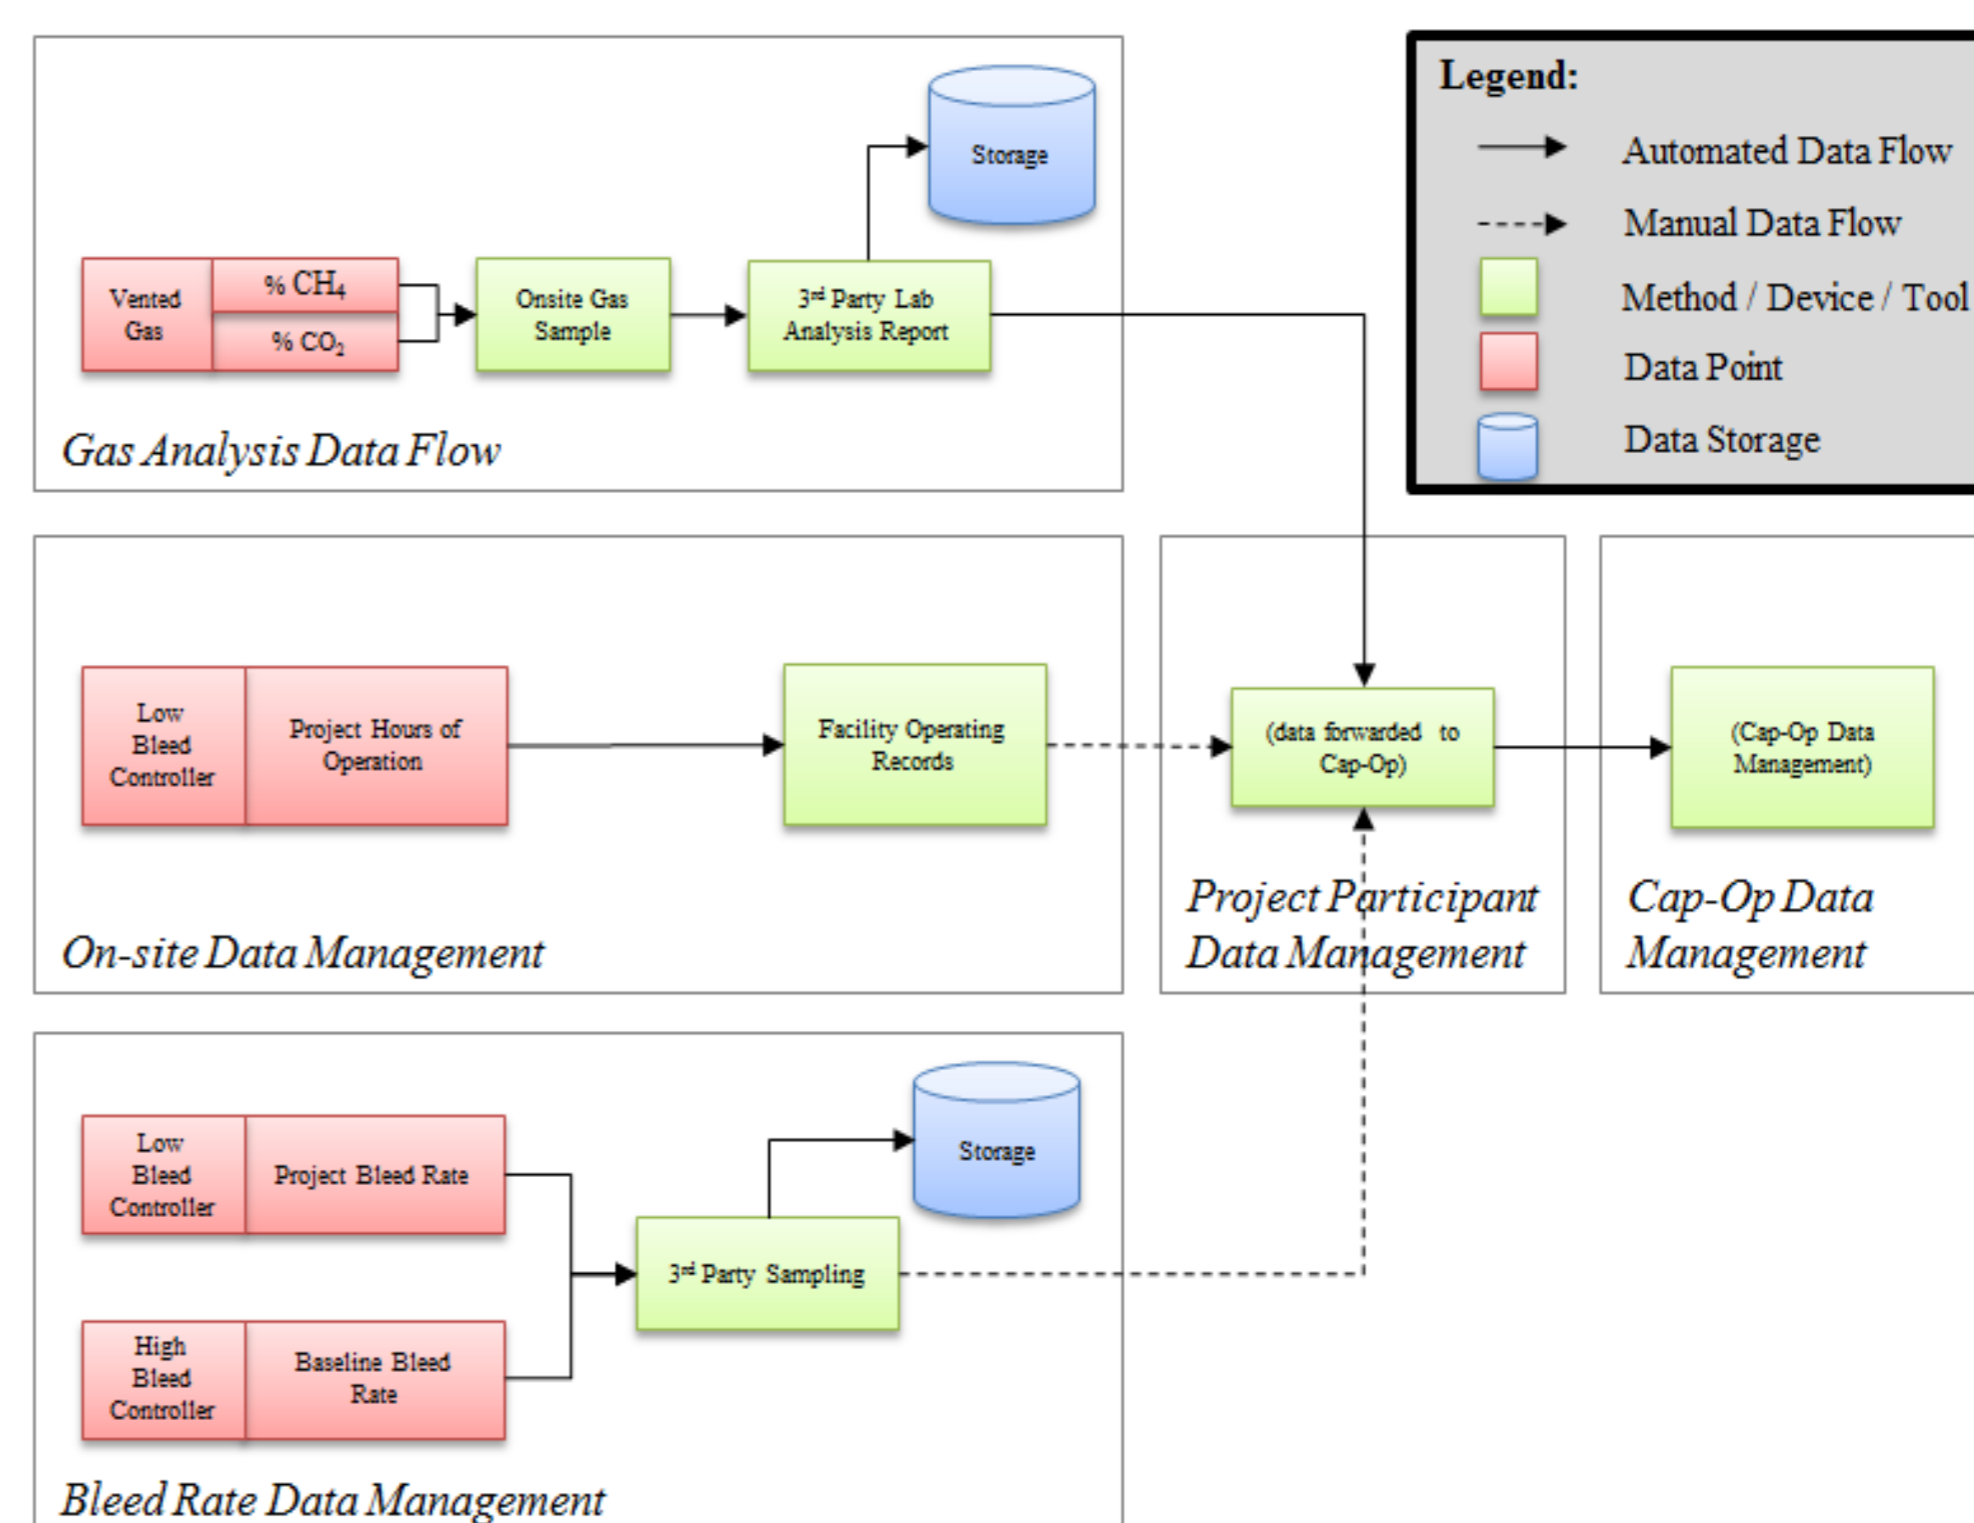 Legend:
Automated Data Flow
Manual Data Flow
Method / Device / Tool
Data Point
Data Storage
Storage
Vented
Gas
% CH₄
% CO₂
Onsite Gas
Sample
3rd Party Lab
Analysis Report
Gas Analysis Data Flow
Low
Bleed
Controller
Project Hours of
Operation
Facility Operating
Records
(data forwarded to
Cap-Op)
(Cap-Op Data
Management)
On-site Data Management
Project Participant
Data Management
Cap-Op Data
Management
Low
Bleed
Controller
Project Bleed Rate
Storage
3rd Party Sampling
High
Bleed
Controller
Baseline Bleed
Rate
Bleed Rate Data Management